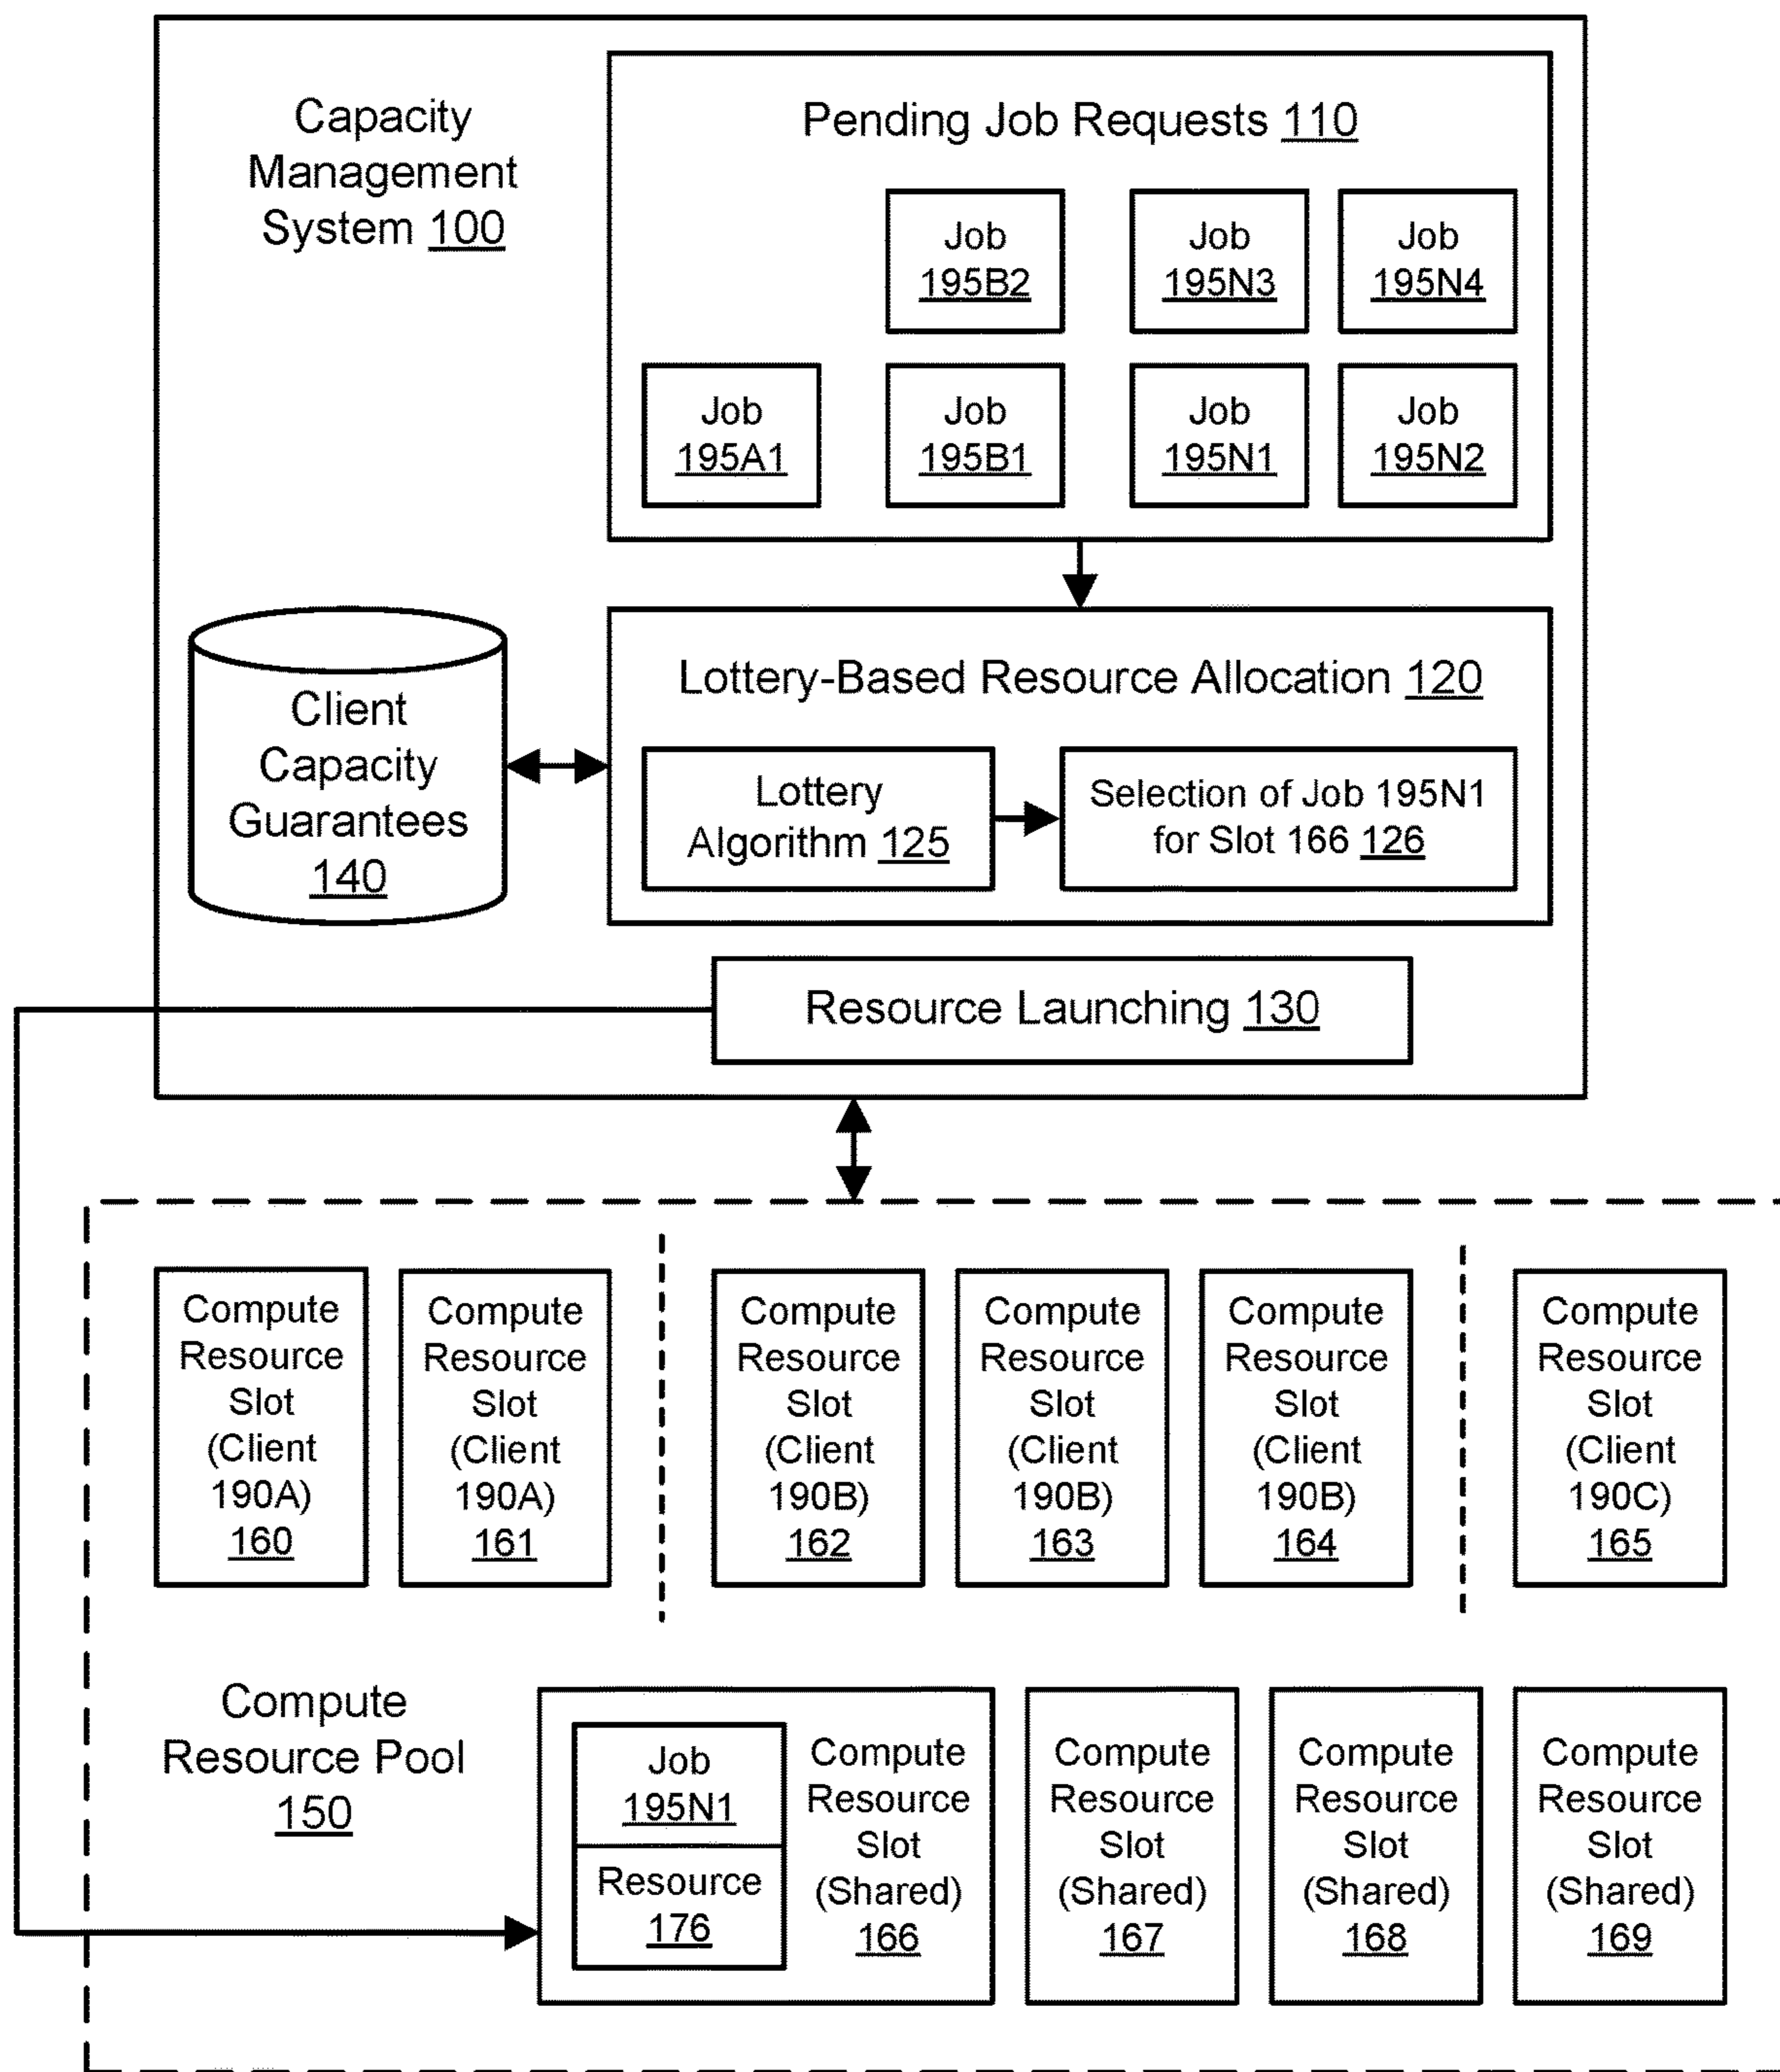 Capacity
Management
System 100
Pending Job Requests 110
Job
195B2
Job
195N3
Job
195N4
Job
195A1
Job
195B1
Job
195N1
Job
195N2
Client
Capacity
Guarantees
140
Lottery-Based Resource Allocation 120
Lottery
Algorithm 125
Selection of Job 195N1
for Slot 166 126
Resource Launching 130
Compute
Resource
Slot
(Client
190A)
160
Compute
Resource
Slot
(Client
190A)
161
Compute
Resource
Slot
(Client
190B)
162
Compute
Resource
Slot
(Client
190B)
163
Compute
Resource
Slot
(Client
190B)
164
Compute
Resource
Slot
(Client
190C)
165
Compute
Resource Pool
150
Job
195N1
Resource
176
Compute
Resource
Slot
(Shared)
166
Compute
Resource
Slot
(Shared)
167
Compute
Resource
Slot
(Shared)
168
Compute
Resource
Slot
(Shared)
169